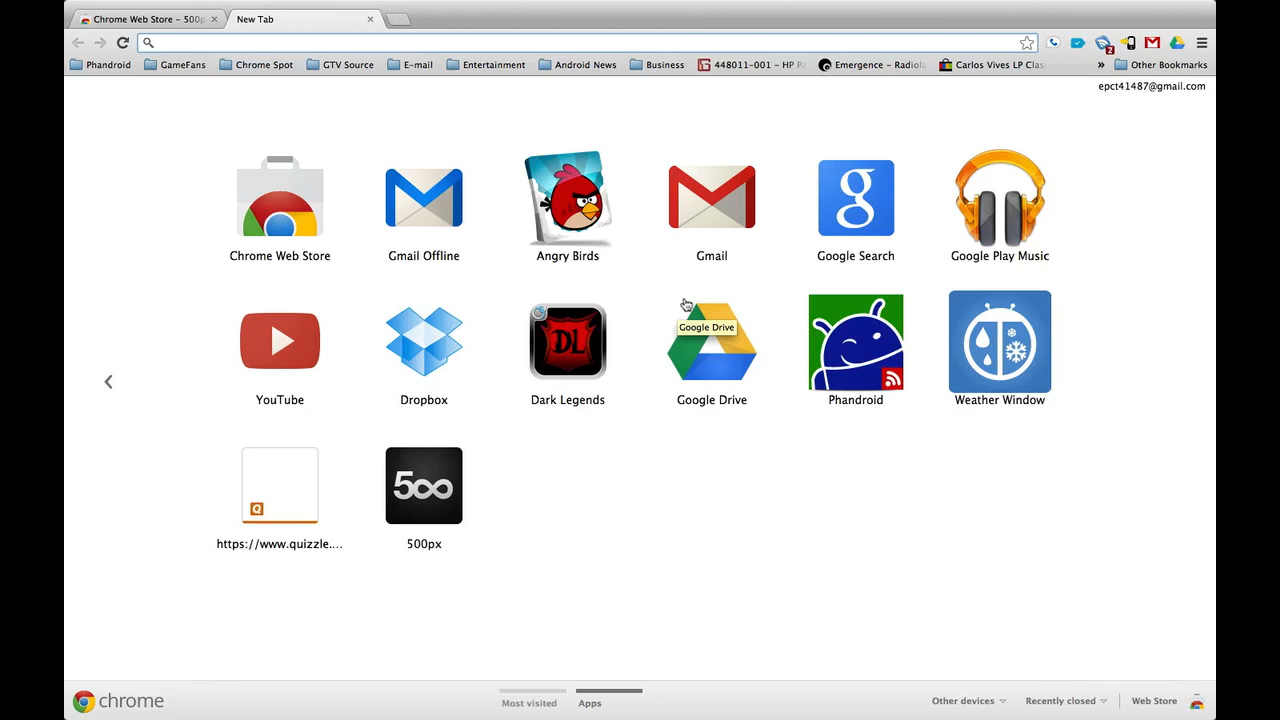 Chrome Web Store - 500p
New Tab
Phandroid
GameFans
Chrome Spot
GTV Source
E-mail
Entertainment
Android News
Business
448011-001 - HP P
Emergence - Radiola
Carlos Vives LP Clas
»
Other Bookmarks
epct41487@gmail.com
Chrome Web Store
Gmail Offline
Angry Birds
Gmail
Google Search
Google Play Music
Google Drive
YouTube
Dropbox
Dark Legends
Google Drive
Phandroid
Weather Window
https://www.quizzle....
500px
chrome
Most visited
Apps
Other devices
Recently closed
Web Store
2
g
DL
Q
500